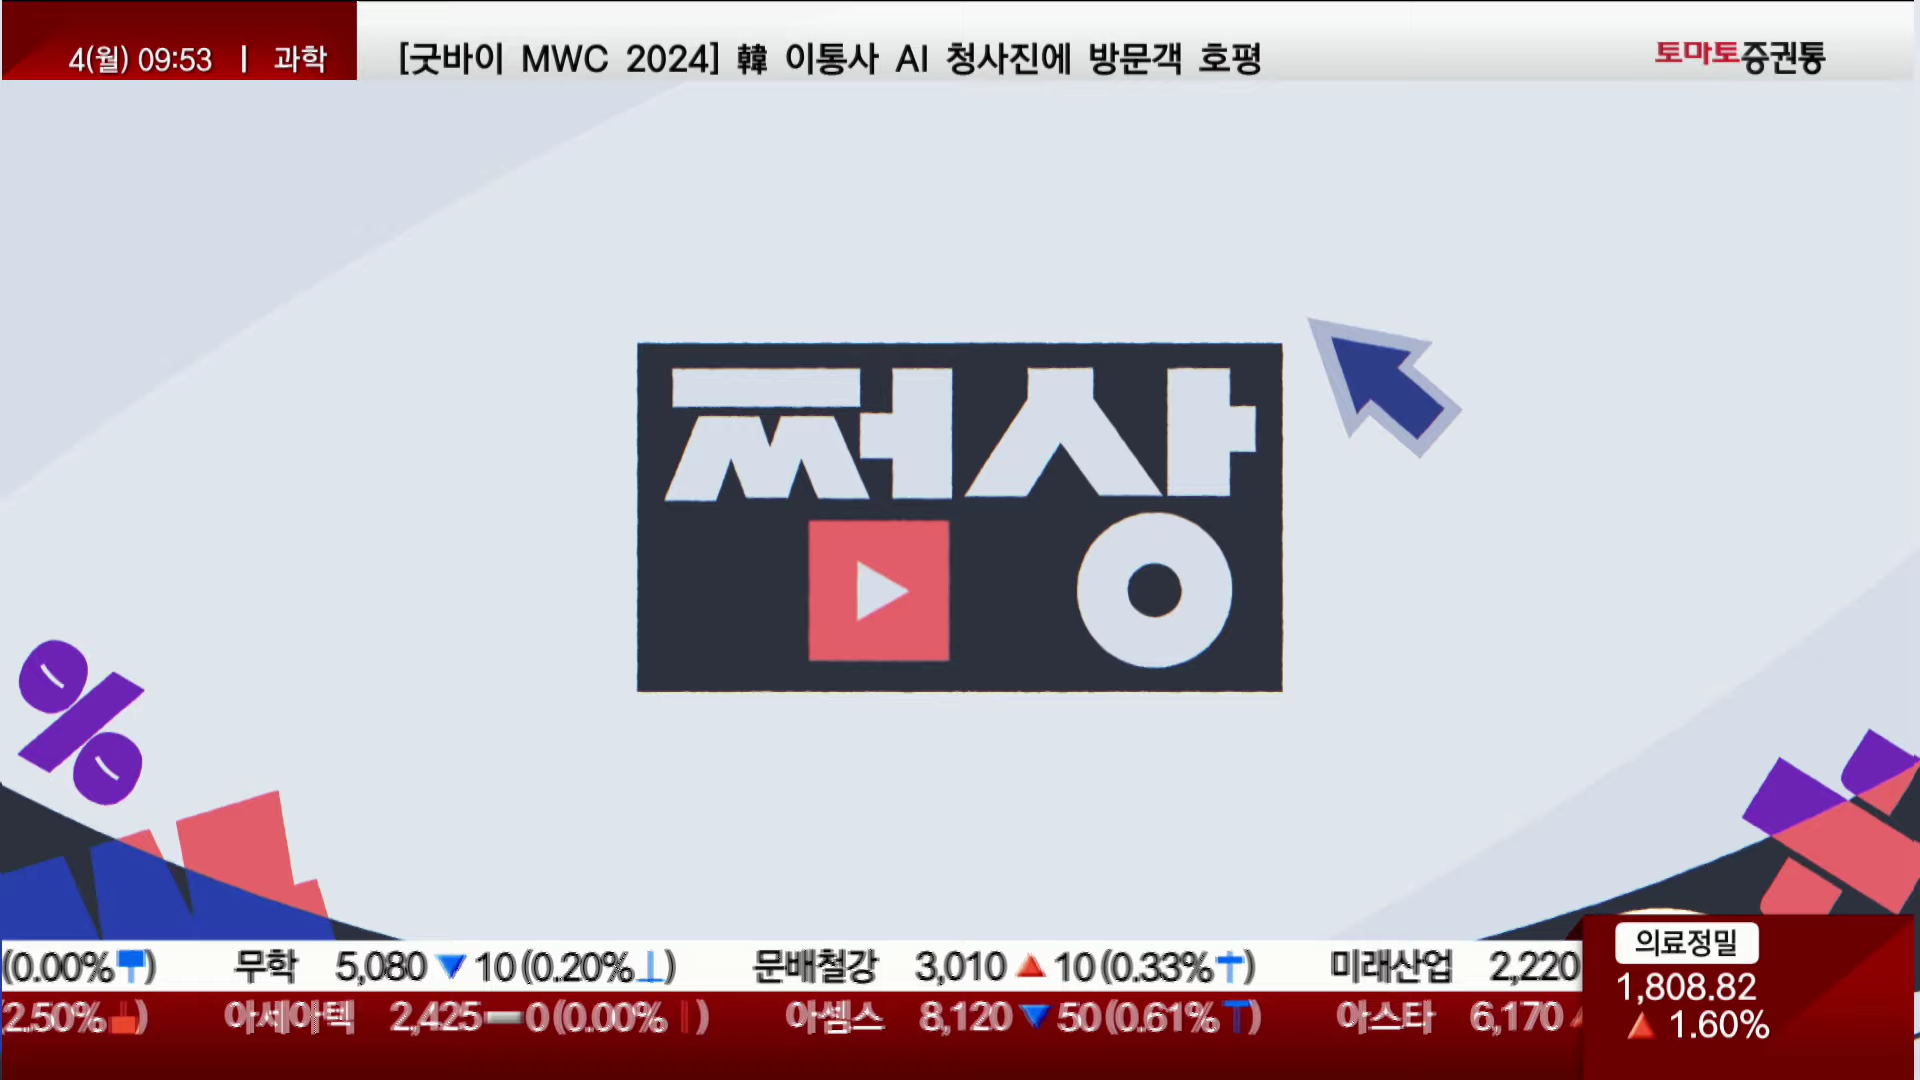 4(월) 09:53 | 과학
[굿바이 MWC 2024] 韓 이통사 AI 청사진에 방문객 호평
토마토증권통
쩜상
%
(0.00% ) 무학 5,080 ▼ 10 (0.20% ) 문배철강 3,010 ▲ 10 (0.33% ) 미래산업 2,220
2.50% ) 아세아텍 2,425 0 (0.00% ) 아셈스 8,120 ▼ 50 (0.61% ) 아스타 6,170
의료정밀
1,808.82
▲ 1.60%